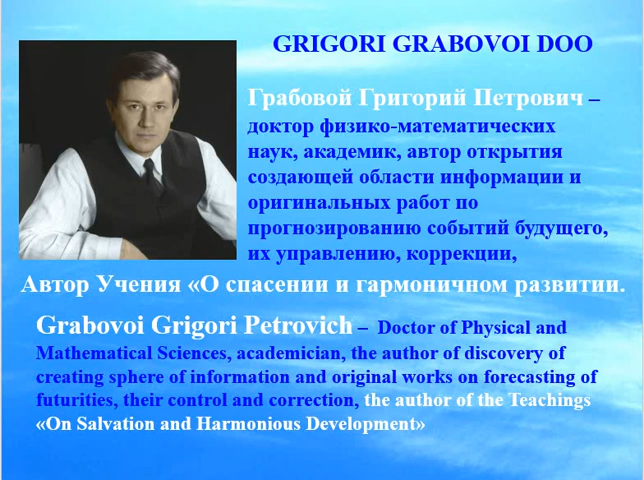 GRIGORI GRABOVOI DOO
Грабовой Григорий Петрович –
доктор физико-математических
наук, академик, автор открытия
создающей области информации и
оригинальных работ по
прогнозированию событий будущего,
их управлению, коррекции,
Автор Учения «О спасении и гармоничном развитии.
Grabovoi Grigori Petrovich – Doctor of Physical and
Mathematical Sciences, academician, the author of discovery of
creating sphere of information and original works on forecasting of
futurities, their control and correction, the author of the Teachings
«On Salvation and Harmonious Development»